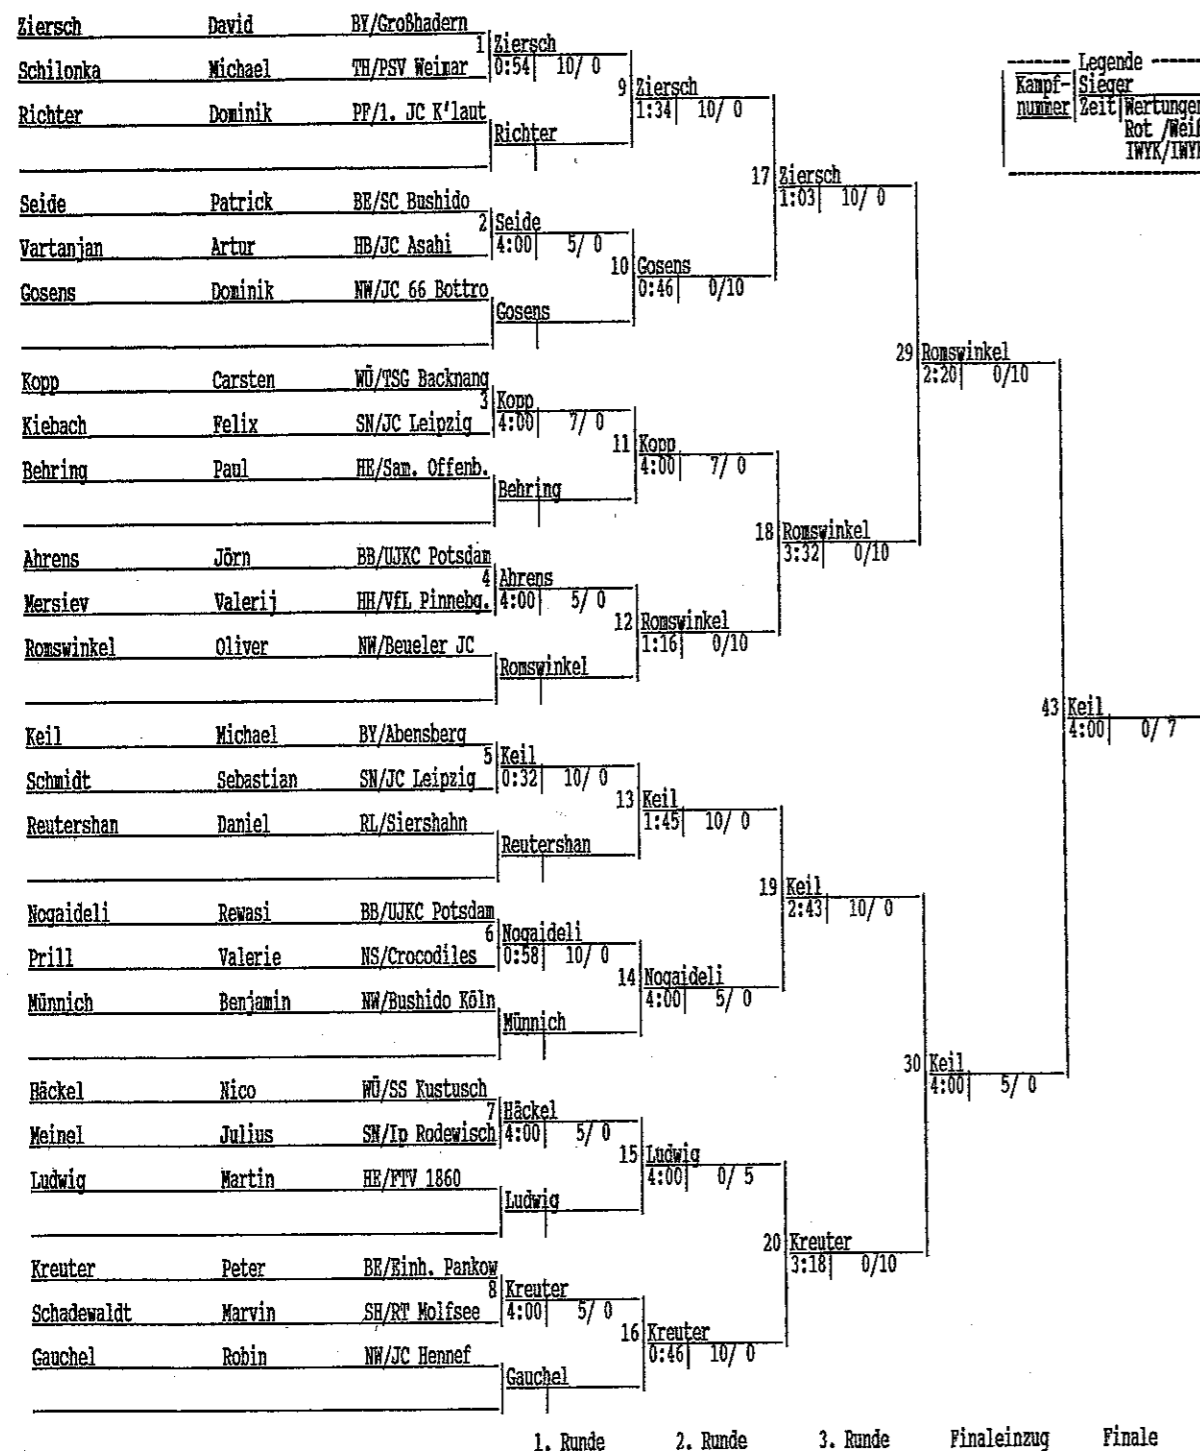 Ziersch David BY/Großhadern
1 Ziersch
Schilonka Michael TH/PSV Weimar 0:54 10/ 0
------- Legende -----
Kampf- Sieger
nummer Zeit Wertungen
Rot /Weiß
IWYK/IWYK
9 Ziersch
Richter Dominik PF/1. JC K'laut 1:34 10/ 0
Richter
17 Ziersch
Seide Patrick BE/SC Bushido 1:03 10/ 0
2 Seide
Vartanjan Artur HB/JC Asahi 4:00 5/ 0
10 Gosens
Gosens Dominik NW/JC 66 Bottro 0:46 0/10
Gosens
29 Romswinkel
2:20 0/10
Kopp Carsten WÜ/TSG Backnang
3 Kopp
Kiebach Felix SN/JC Leipzig 4:00 7/ 0
11 Kopp
Behring Paul HE/Sam. Offenb. 4:00 7/ 0
Behring
18 Romswinkel
3:32 0/10
Ahrens Jörn BB/UJKC Potsdam
4 Ahrens
Mersiev Valerij HH/VfL Pinnebg. 4:00 5/ 0
12 Romswinkel
Romswinkel Oliver NW/Beueler JC 1:16 0/10
Romswinkel
43 Keil
4:00 0/ 7
Keil Michael BY/Abensberg
5 Keil
Schmidt Sebastian SN/JC Leipzig 0:32 10/ 0
13 Keil
Reutershan Daniel RL/Siershahn 1:45 10/ 0
Reutershan
19 Keil
2:43 10/ 0
Nogaideli Rewasi BB/UJKC Potsdam
6 Nogaideli
Prill Valerie NS/Crocodiles 0:58 10/ 0
14 Nogaideli
Münnich Benjamin NW/Bushido Köln 4:00 5/ 0
Münnich
30 Keil
4:00 5/ 0
Häckel Nico WÜ/SS Kustusch
7 Häckel
Meinel Julius SN/Ip Rodewisch 4:00 5/ 0
15 Ludwig
Ludwig Martin HE/FTV 1860 4:00 0/ 5
Ludwig
20 Kreuter
3:18 0/10
Kreuter Peter BE/Einh. Pankow
8 Kreuter
Schadewaldt Marvin SH/RT Molfsee 4:00 5/ 0
16 Kreuter
Gauchel Robin NW/JC Hennef 0:46 10/ 0
Gauchel
1. Runde 2. Runde 3. Runde Finaleinzug Finale